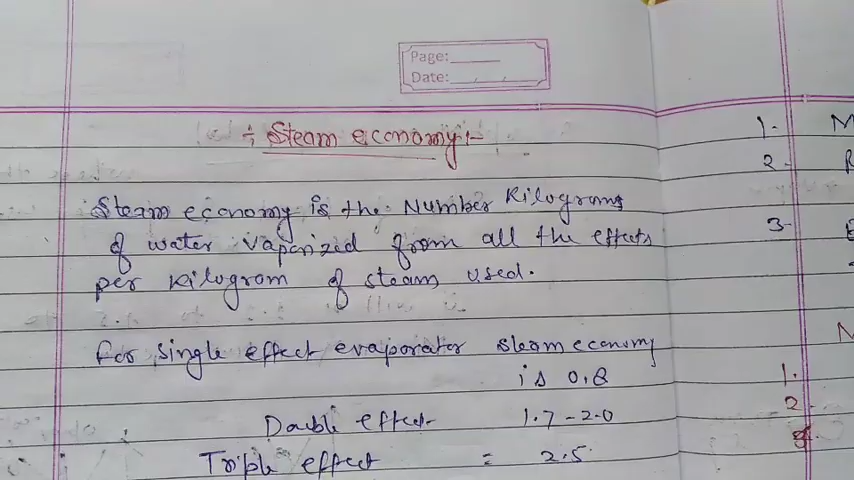 Page:
Date:
÷ Steam economy :-
Steam economy is the Number Kilograms
of water vaporized from all the effects
per Kilogram of steam used.
For single effect evaporator steam economy
is 0.8
Double effect 1.7-2.0
Triple effect = 2.5
1.
2.
3.
1.
2.
3.